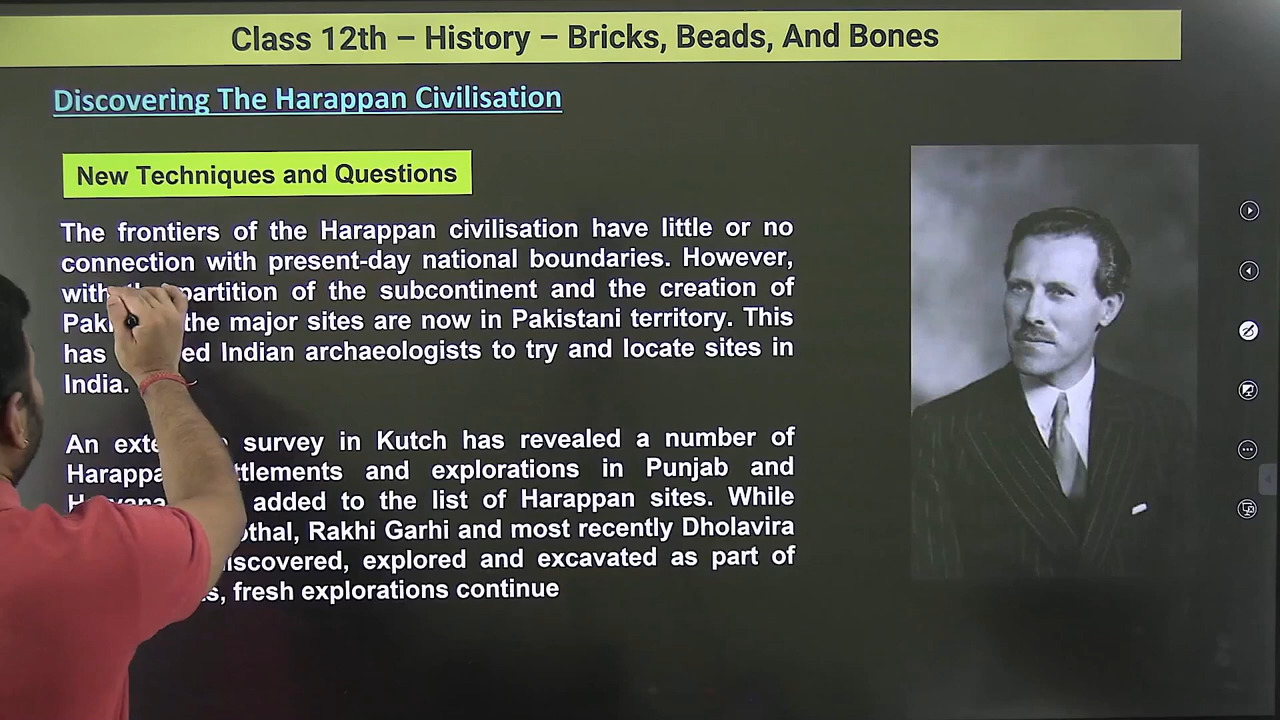 Class 12th – History – Bricks, Beads, And Bones
Discovering The Harappan Civilisation
New Techniques and Questions
The frontiers of the Harappan civilisation have little or no
connection with present-day national boundaries. However,
with partition of the subcontinent and the creation of
the major sites are now in Pakistani territory. This
has Indian archaeologists to try and locate sites in
India.
An survey in Kutch has revealed a number of
and explorations in Punjab and
added to the list of Harappan sites. While
Rakhi Garhi and most recently Dholavira
explored and excavated as part of
fresh explorations continue